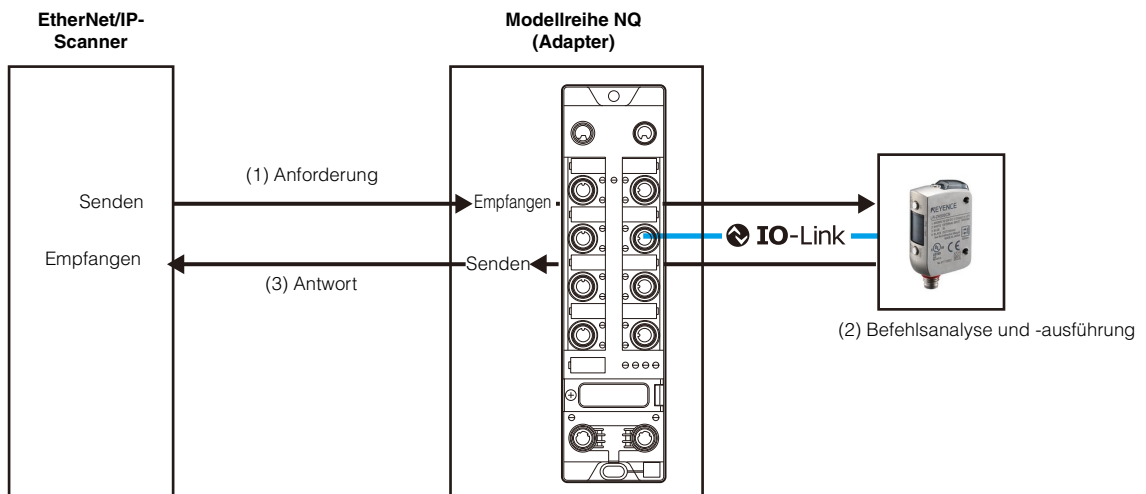 EtherNet/IP-
Scanner
Modellreihe NQ
(Adapter)
(1) Anforderung
Senden
Empfangen
KEYENCE
IO-Link
Empfangen
Senden
(3) Antwort
(2) Befehlsanalyse und -ausführung